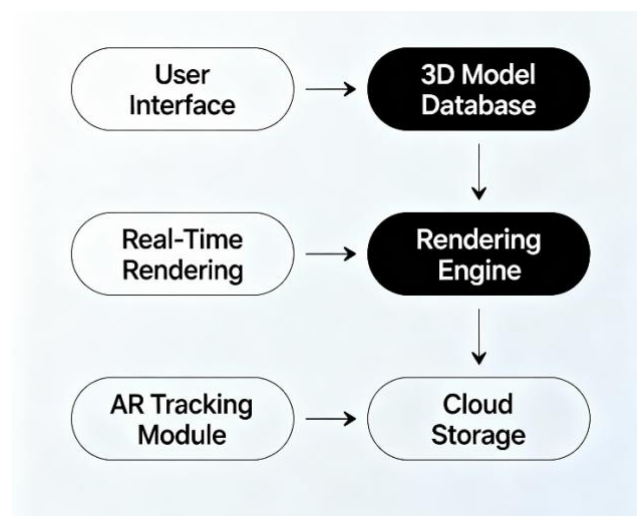 User
Interface
3D Model
Database
Real-Time
Rendering
Rendering
Engine
AR Tracking
Module
Cloud
Storage